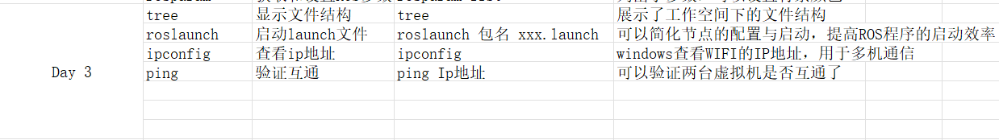 tree 显示文件结构 tree 展示了工作空间下的文件结构
roslaunch 启动launch文件 roslaunch 包名 xxx.launch 可以简化节点的配置与启动，提高ROS程序的启动效率
ipconfig 查看ip地址 ipconfig windows查看WIFI的IP地址，用于多机通信
Day 3 ping 验证互通 ping Ip地址 可以验证两台虚拟机是否互通了